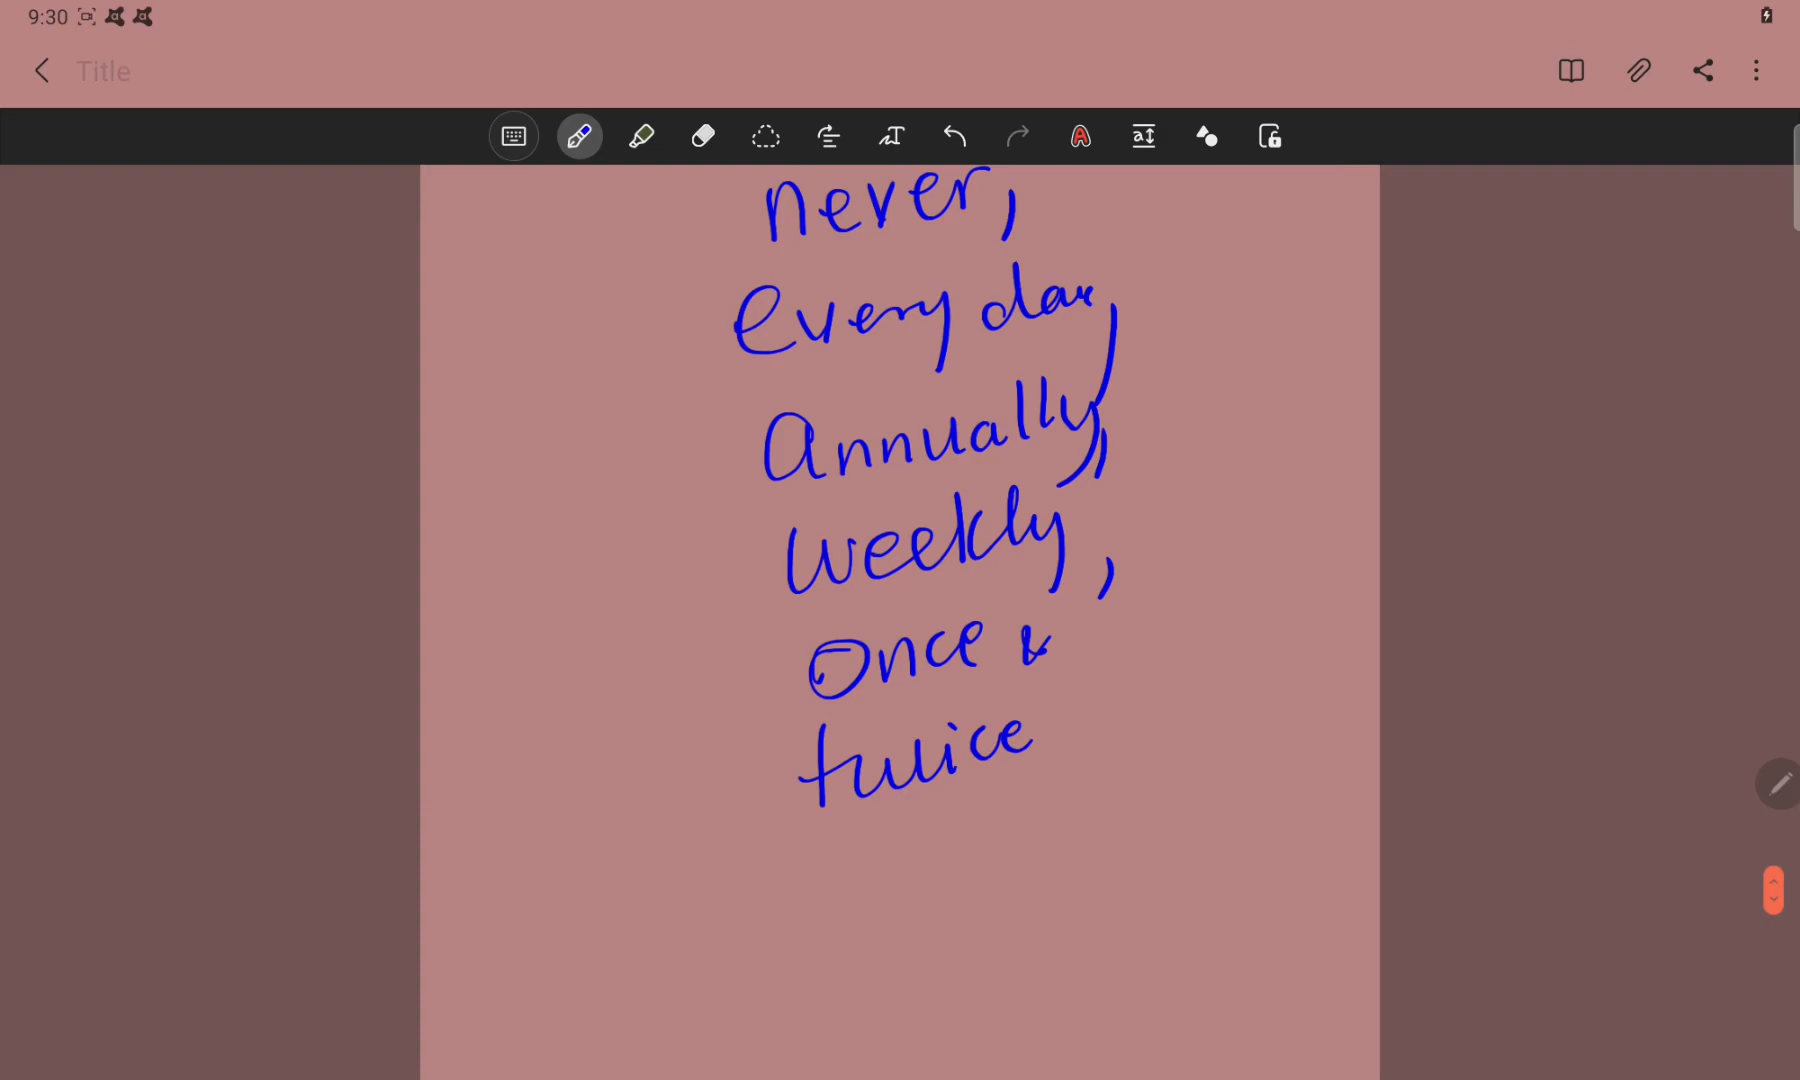 9:30
Title
never,
every day,
Annually,
weekly,
Once &
twice